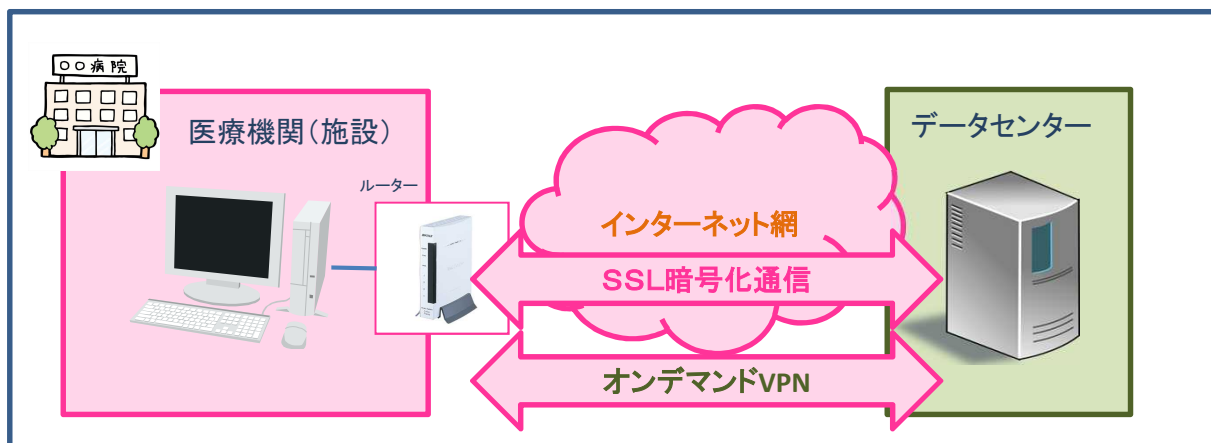 〇〇病院
医療機関(施設)
ルーター
データセンター
インターネット網
SSL暗号化通信
オンデマンドVPN